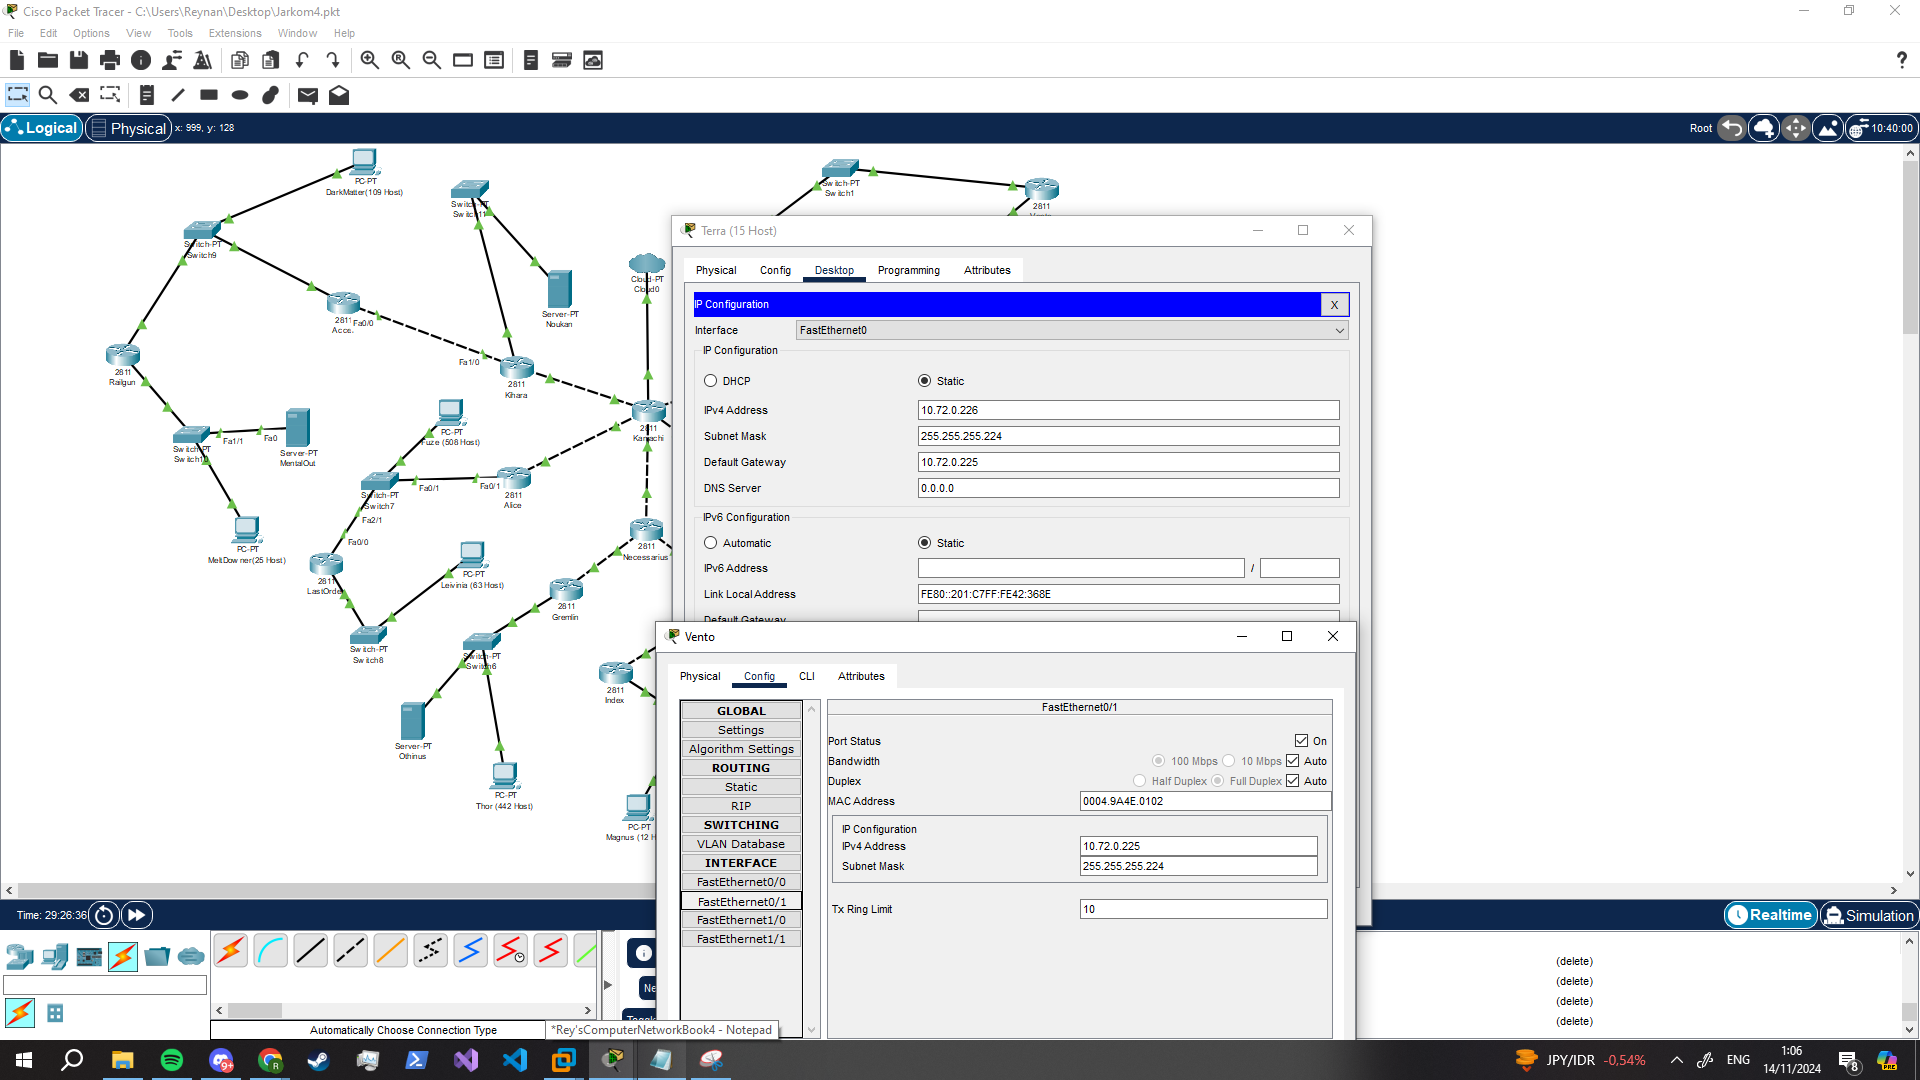 Cisco Packet Tracer - C:\Users\Reynan\Desktop\Jarkom4.pkt
File Edit Options View Tools Extensions Window Help
Logical Physical x: 999, y: 128 Root 10:40:00
PC-PT
DarkMatter(109 Host)
Switch-PT
Switch11
Switch-PT
Switch1
2811
Switch-PT
Switch9
Cloud-PT
Cloud0
Server-PT
Noukan
2811
Fa0/0
Fa1/0
2811
Railgun
2811
Kihara
2811
Kamachi
PC-PT
Fuze (508 Host)
Fa1/1
Fa0
Switch-PT
Server-PT
MentalOut
Switch-PT
Switch7
Fa0/1
Fa0/1
2811
Alice
Fa2/1
Fa0/0
PC-PT
MeltDowner(25 Host)
2811
Necessarius
2811
LastOrder
PC-PT
Leivinia (63 Host)
2811
Gremlin
Switch-PT
Switch8
Switch-PT
Switch6
2811
Index
Server-PT
Othinus
PC-PT
Thor (442 Host)
PC-PT
Magnus (12 H
Terra (15 Host)
Physical Config Desktop Programming Attributes
IP Configuration X
Interface FastEthernet0
IP Configuration
DHCP Static
IPv4 Address 10.72.0.226
Subnet Mask 255.255.255.224
Default Gateway 10.72.0.225
DNS Server 0.0.0.0
IPv6 Configuration
Automatic Static
IPv6 Address /
Link Local Address FE80::201:C7FF:FE42:368E
Default Gateway
Vento
Physical Config CLI Attributes
GLOBAL
Settings
Algorithm Settings
ROUTING
Static
RIP
SWITCHING
VLAN Database
INTERFACE
FastEthernet0/0
FastEthernet0/1
FastEthernet1/0
FastEthernet1/1
FastEthernet0/1
Port Status On
Bandwidth 100 Mbps 10 Mbps Auto
Duplex Half Duplex Full Duplex Auto
MAC Address 0004.9A4E.0102
IP Configuration
IPv4 Address 10.72.0.225
Subnet Mask 255.255.255.224
Tx Ring Limit 10
Time: 29:26:36 Realtime Simulation
Ne
(delete)
(delete)
(delete)
(delete)
Automatically Choose Connection Type
*Rey'sComputerNetworkBook4 - Notepad
JPY/IDR -0,54% ENG 1:06
14/11/2024
8
9+